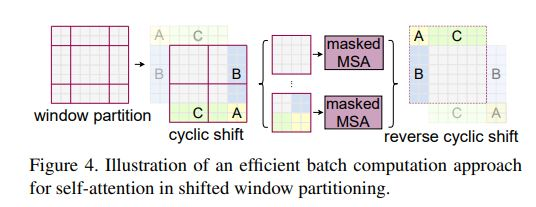 A C
B
B
C A
window partition
cyclic shift
masked
MSA
masked
MSA
A C
B B
C A
reverse cyclic shift
Figure 4. Illustration of an efficient batch computation approach
for self-attention in shifted window partitioning.